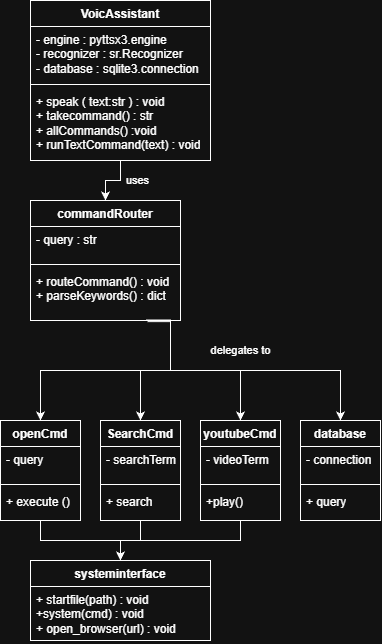 VoicAssistant
- engine : pyttsx3.engine
- recognizer : sr.Recognizer
- database : sqlite3.connection
+ speak ( text:str ) : void
+ takecommand() : str
+ allCommands() :void
+ runTextCommand(text) : void
uses
commandRouter
- query : str
+ routeCommand() : void
+ parseKeywords() : dict
delegates to
openCmd
- query
+ execute ()
SearchCmd
- searchTerm
+ search
youtubeCmd
- videoTerm
+play()
database
- connection
+ query
systeminterface
+ startfile(path) : void
+system(cmd) : void
+ open_browser(url) : void